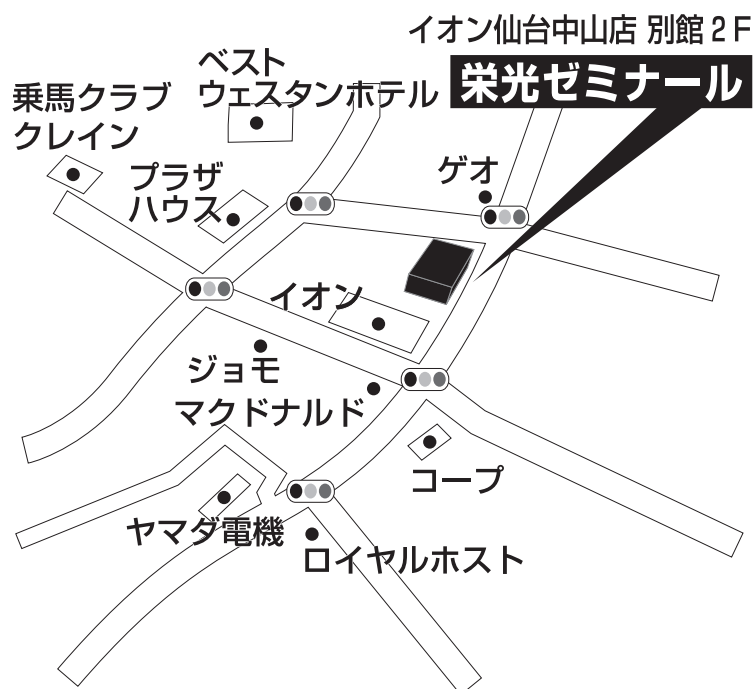 イオン仙台中山店 別館2F
栄光ゼミナール
ベスト
ウェスタンホテル
乗馬クラブ
クレイン
プラザ
ハウス
ゲオ
イオン
ジョモ
マクドナルド
コープ
ヤマダ電機
ロイヤルホスト